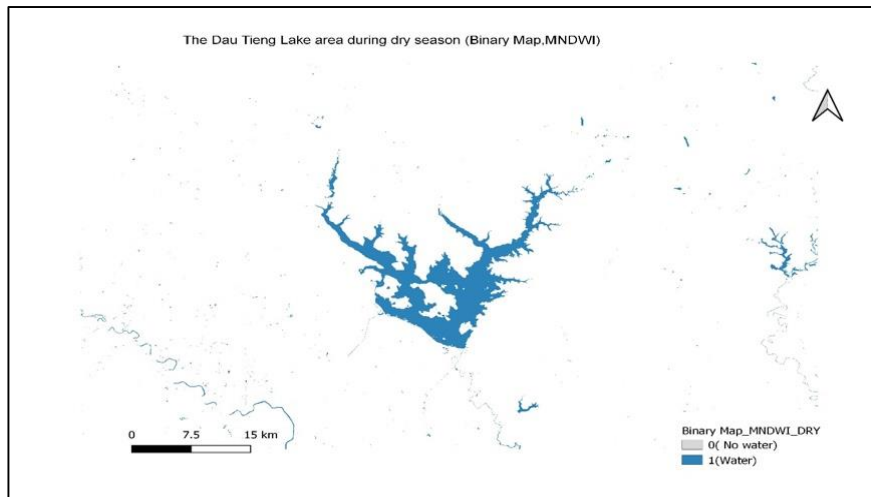 The Dau Tieng Lake area during dry season (Binary Map,MNDWI)
0 7.5 15 km
Binary Map_MNDWI_DRY
0( No water)
1(Water)